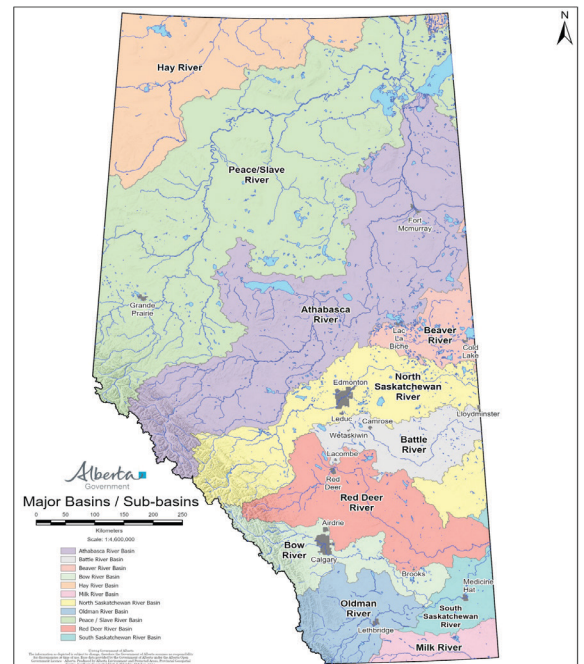 N
Hay River
Peace/Slave
River
Fort
Mcmurray
Grande
Prairie
Athabasca
River
Lac
La
Biche
Beaver
River
Cold
Lake
North
Saskatchewan
River
Edmonton
Leduc
Camrose
Lloydminster
Wetaskiwin
Battle
River
Lacombe
Red
Deer
Red Deer
River
Airdrie
Bow
River
Calgary
Brooks
Medicine
Hat
Oldman
River
South
Saskatchewan
River
Lethbridge
Milk River
Alberta
Government
Major Basins / Sub-basins
0 50 100 150 200 250
Kilometers
Scale: 1:4,600,000
Athabasca River Basin
Battle River Basin
Beaver River Basin
Bow River Basin
Hay River Basin
Milk River Basin
North Saskatchewan River Basin
Oldman River Basin
Peace / Slave River Basin
Red Deer River Basin
South Saskatchewan River Basin